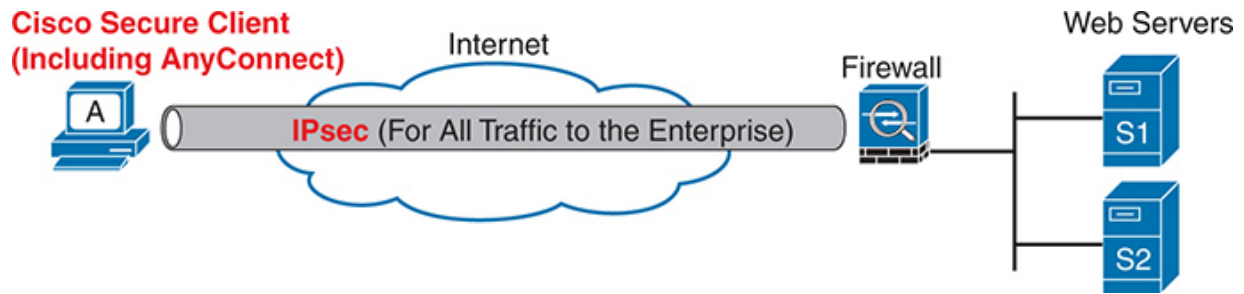 Cisco Secure Client
(Including AnyConnect)
Internet
Web Servers
Firewall
A
IPsec (For All Traffic to the Enterprise)
S1
S2